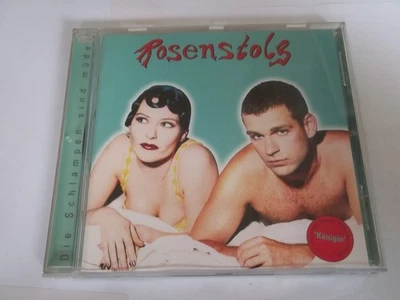 Rosenstolz
Die Schlampen sind müde
"Königin"